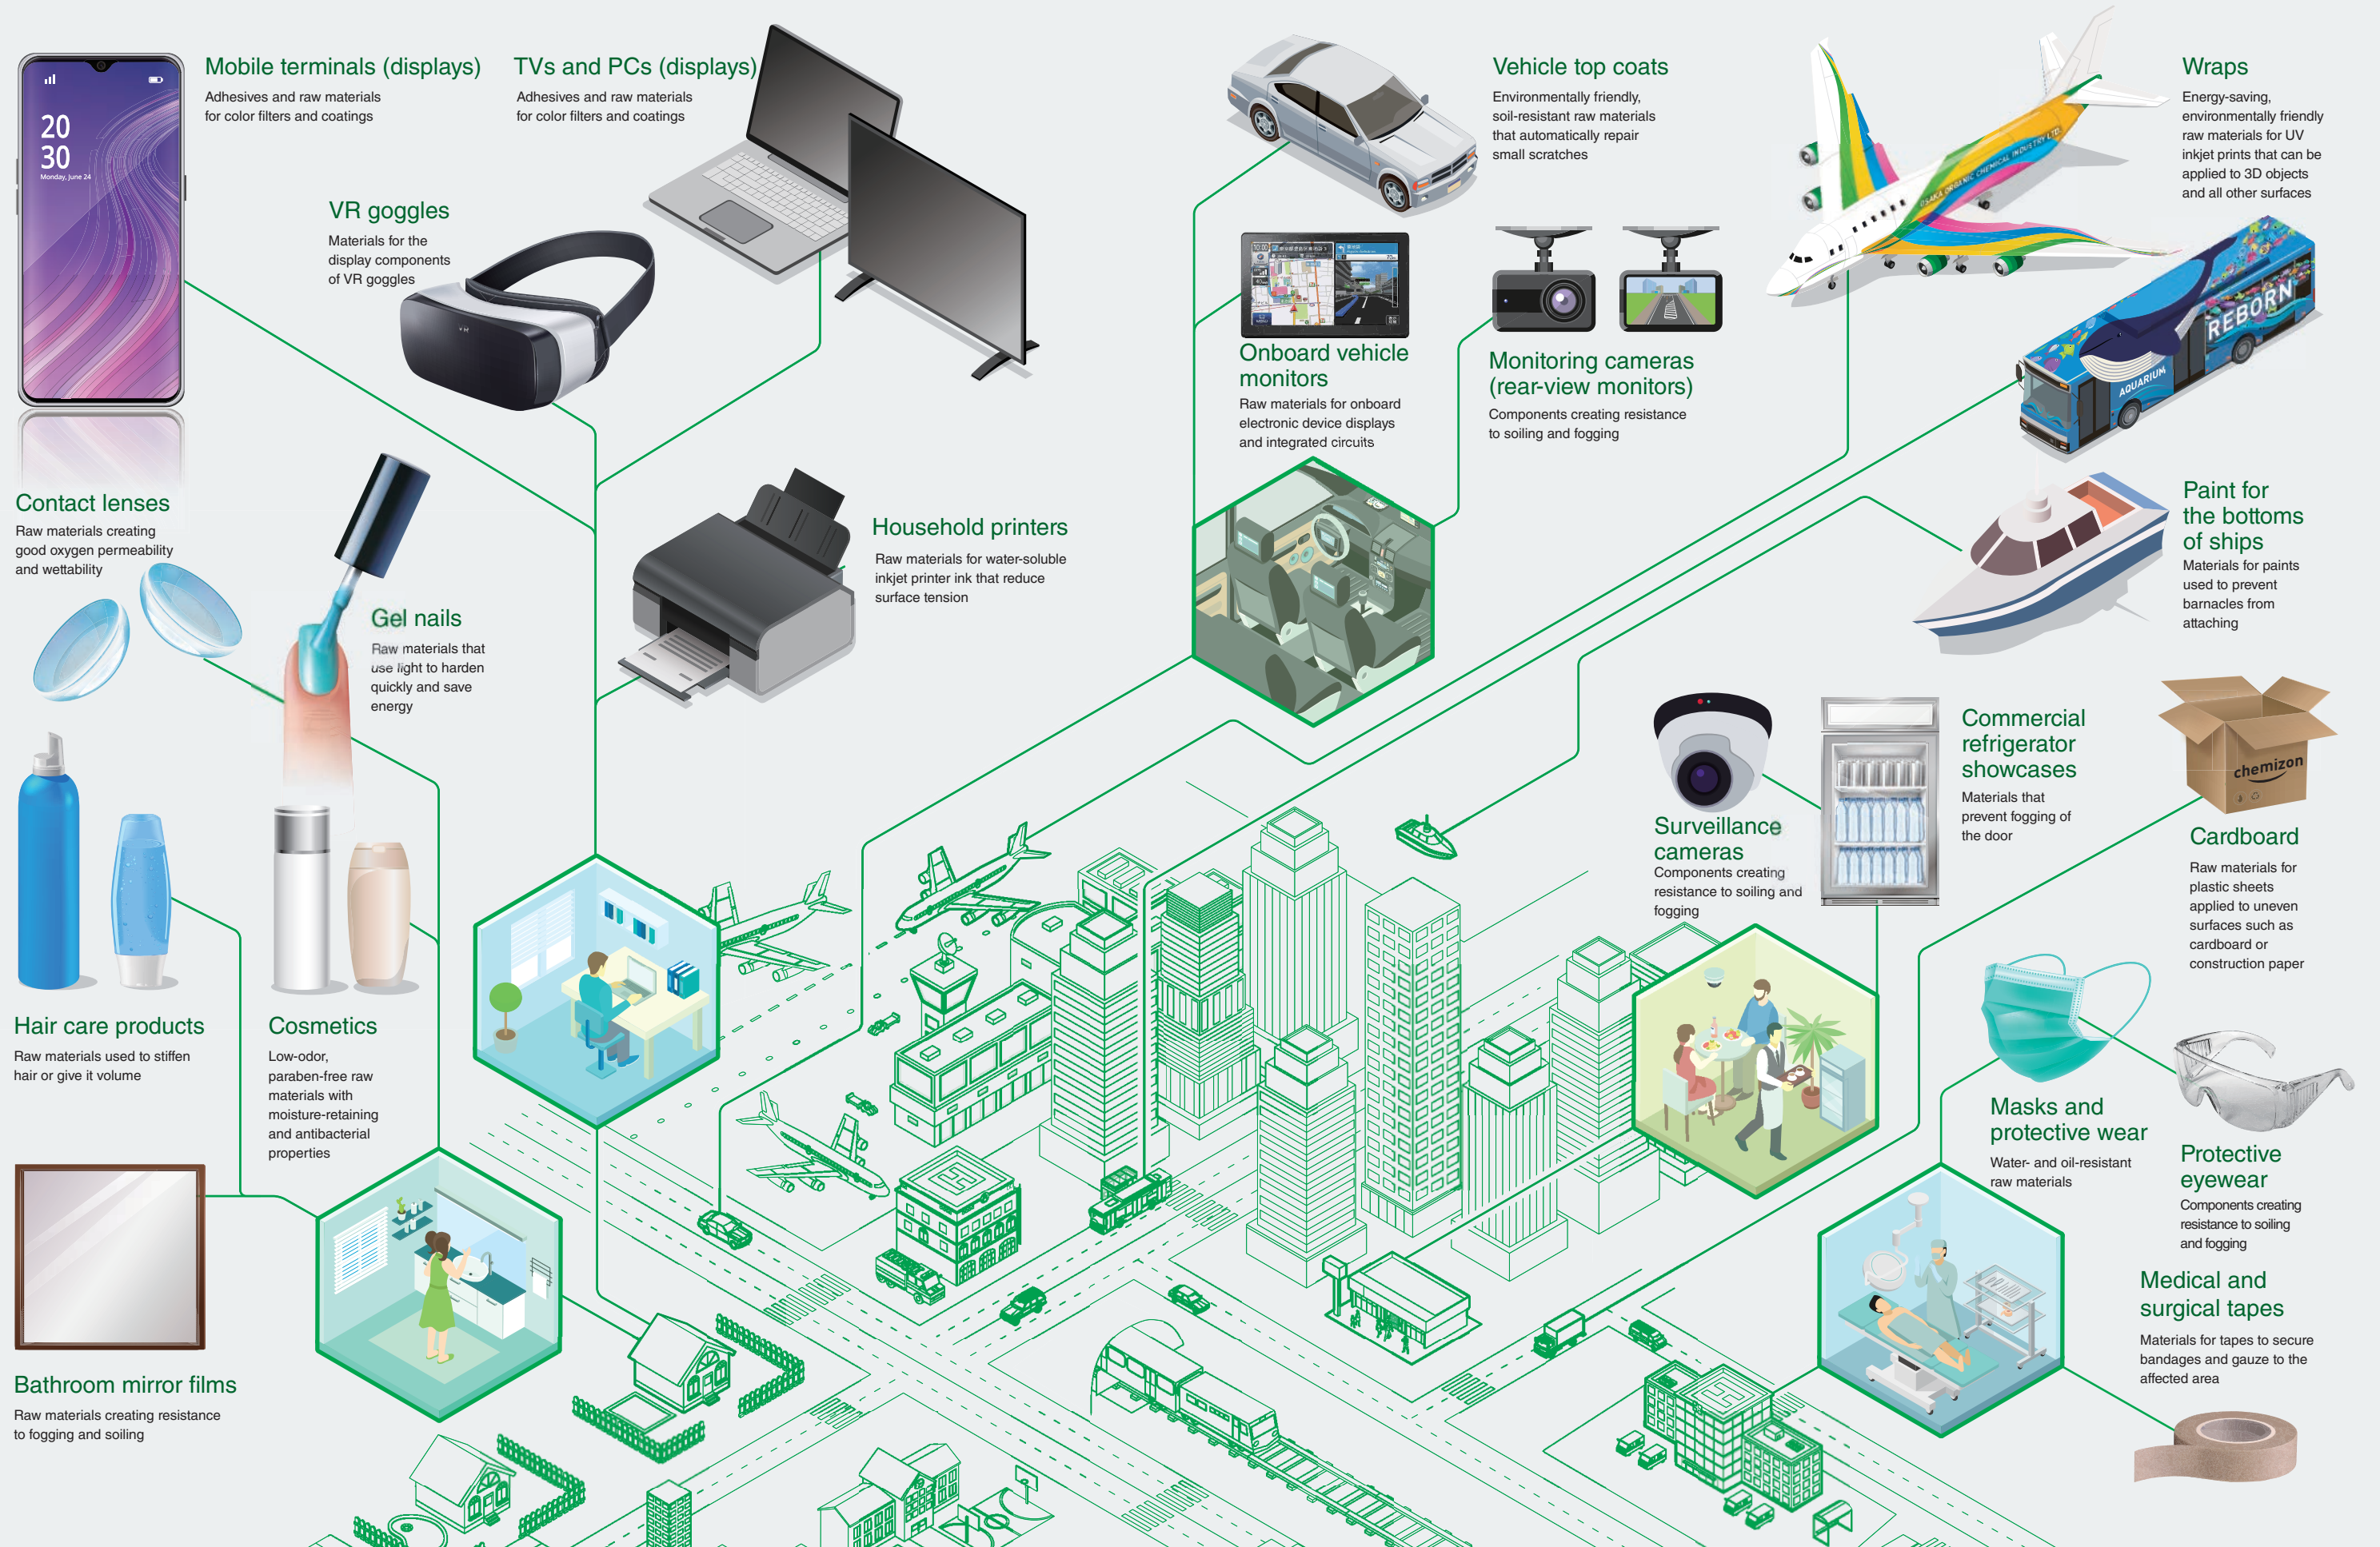 20
30
Monday, June 24
Mobile terminals (displays)
Adhesives and raw materials
for color filters and coatings
TVs and PCs (displays)
Adhesives and raw materials
for color filters and coatings
VR goggles
Materials for the
display components
of VR goggles
Vehicle top coats
Environmentally friendly,
soil-resistant raw materials
that automatically repair
small scratches
Wraps
Energy-saving,
environmentally friendly
raw materials for UV
inkjet prints that can be
applied to 3D objects
and all other surfaces
OSAKA ORGANIC CHEMICAL INDUSTRY LTD.
REBORN
AQUARIUM
Onboard vehicle
monitors
Raw materials for onboard
electronic device displays
and integrated circuits
Monitoring cameras
(rear-view monitors)
Components creating resistance
to soiling and fogging
Contact lenses
Raw materials creating
good oxygen permeability
and wettability
Gel nails
Raw materials that
use light to harden
quickly and save
energy
Household printers
Raw materials for water-soluble
inkjet printer ink that reduce
surface tension
Paint for
the bottoms
of ships
Materials for paints
used to prevent
barnacles from
attaching
Surveillance
cameras
Components creating
resistance to soiling and
fogging
Commercial
refrigerator
showcases
Materials that
prevent fogging of
the door
chemizon
Cardboard
Raw materials for
plastic sheets
applied to uneven
surfaces such as
cardboard or
construction paper
Hair care products
Raw materials used to stiffen
hair or give it volume
Cosmetics
Low-odor,
paraben-free raw
materials with
moisture-retaining
and antibacterial
properties
Masks and
protective wear
Water- and oil-resistant
raw materials
Protective
eyewear
Components creating
resistance to soiling
and fogging
Medical and
surgical tapes
Materials for tapes to secure
bandages and gauze to the
affected area
Bathroom mirror films
Raw materials creating resistance
to fogging and soiling